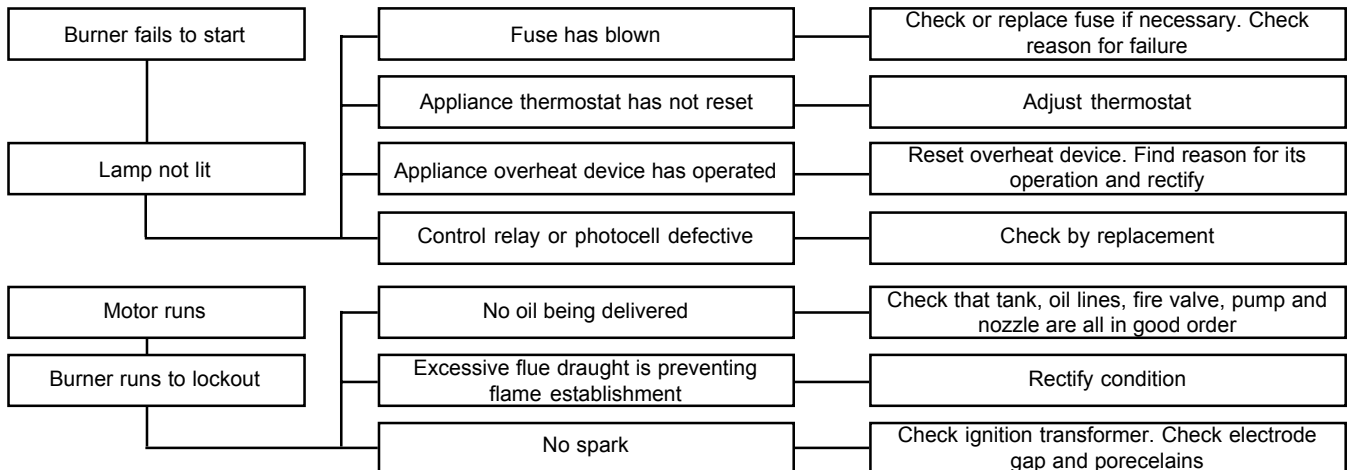 Burner fails to start
Fuse has blown
Check or replace fuse if necessary. Check
reason for failure
Appliance thermostat has not reset
Adjust thermostat
Lamp not lit
Appliance overheat device has operated
Reset overheat device. Find reason for its
operation and rectify
Control relay or photocell defective
Check by replacement
Motor runs
No oil being delivered
Check that tank, oil lines, fire valve, pump and
nozzle are all in good order
Burner runs to lockout
Excessive flue draught is preventing
flame establishment
Rectify condition
No spark
Check ignition transformer. Check electrode
gap and porecelains